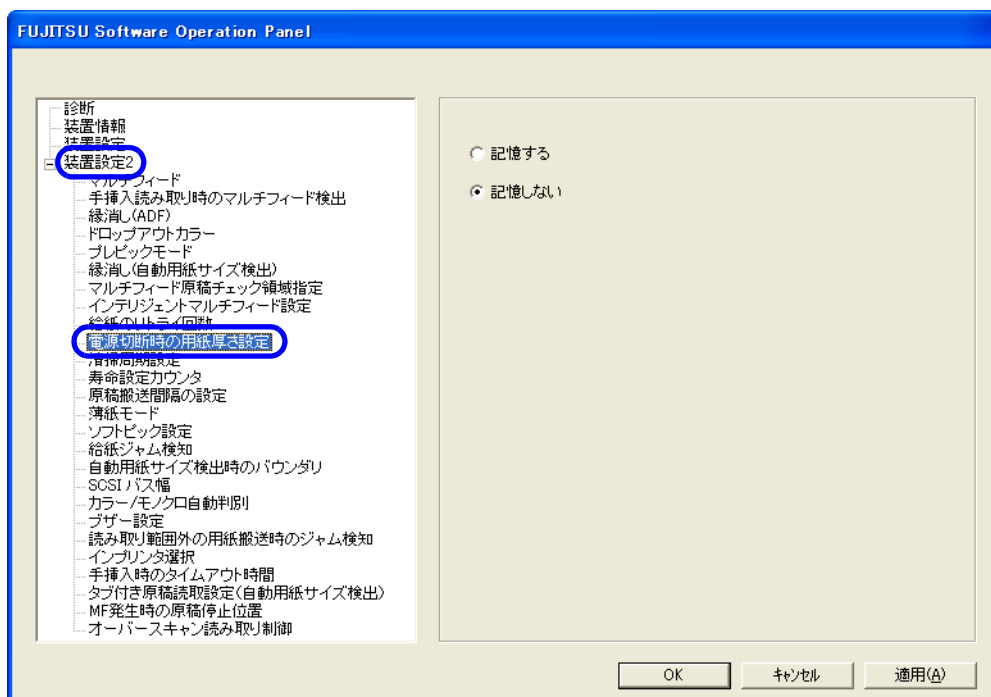 FUJITSU Software Operation Panel
診断
装置情報
装置設定
装置設定2
マルチフィード
手挿入読み取り時のマルチフィード検出
縁消し(ADF)
ドロップアウトカラー
プレピックモード
縁消し(自動用紙サイズ検出)
マルチフィード原稿チェック領域指定
インテリジェントマルチフィード設定
給紙のリトライ回数
電源切断時の用紙厚さ設定
清掃周期設定
寿命設定カウンタ
原稿搬送間隔の設定
薄紙モード
ソフトピック設定
給紙ジャム検知
自動用紙サイズ検出時のバウンダリ
SCSI バス幅
カラー/モノクロ自動判別
ブザー設定
読み取り範囲外の用紙搬送時のジャム検知
インプリンタ選択
手挿入時のタイムアウト時間
タブ付き原稿読取設定(自動用紙サイズ検出)
MF発生時の原稿停止位置
オーバースキャン読み取り制御
記憶する
記憶しない
OK
キャンセル
適用(A)